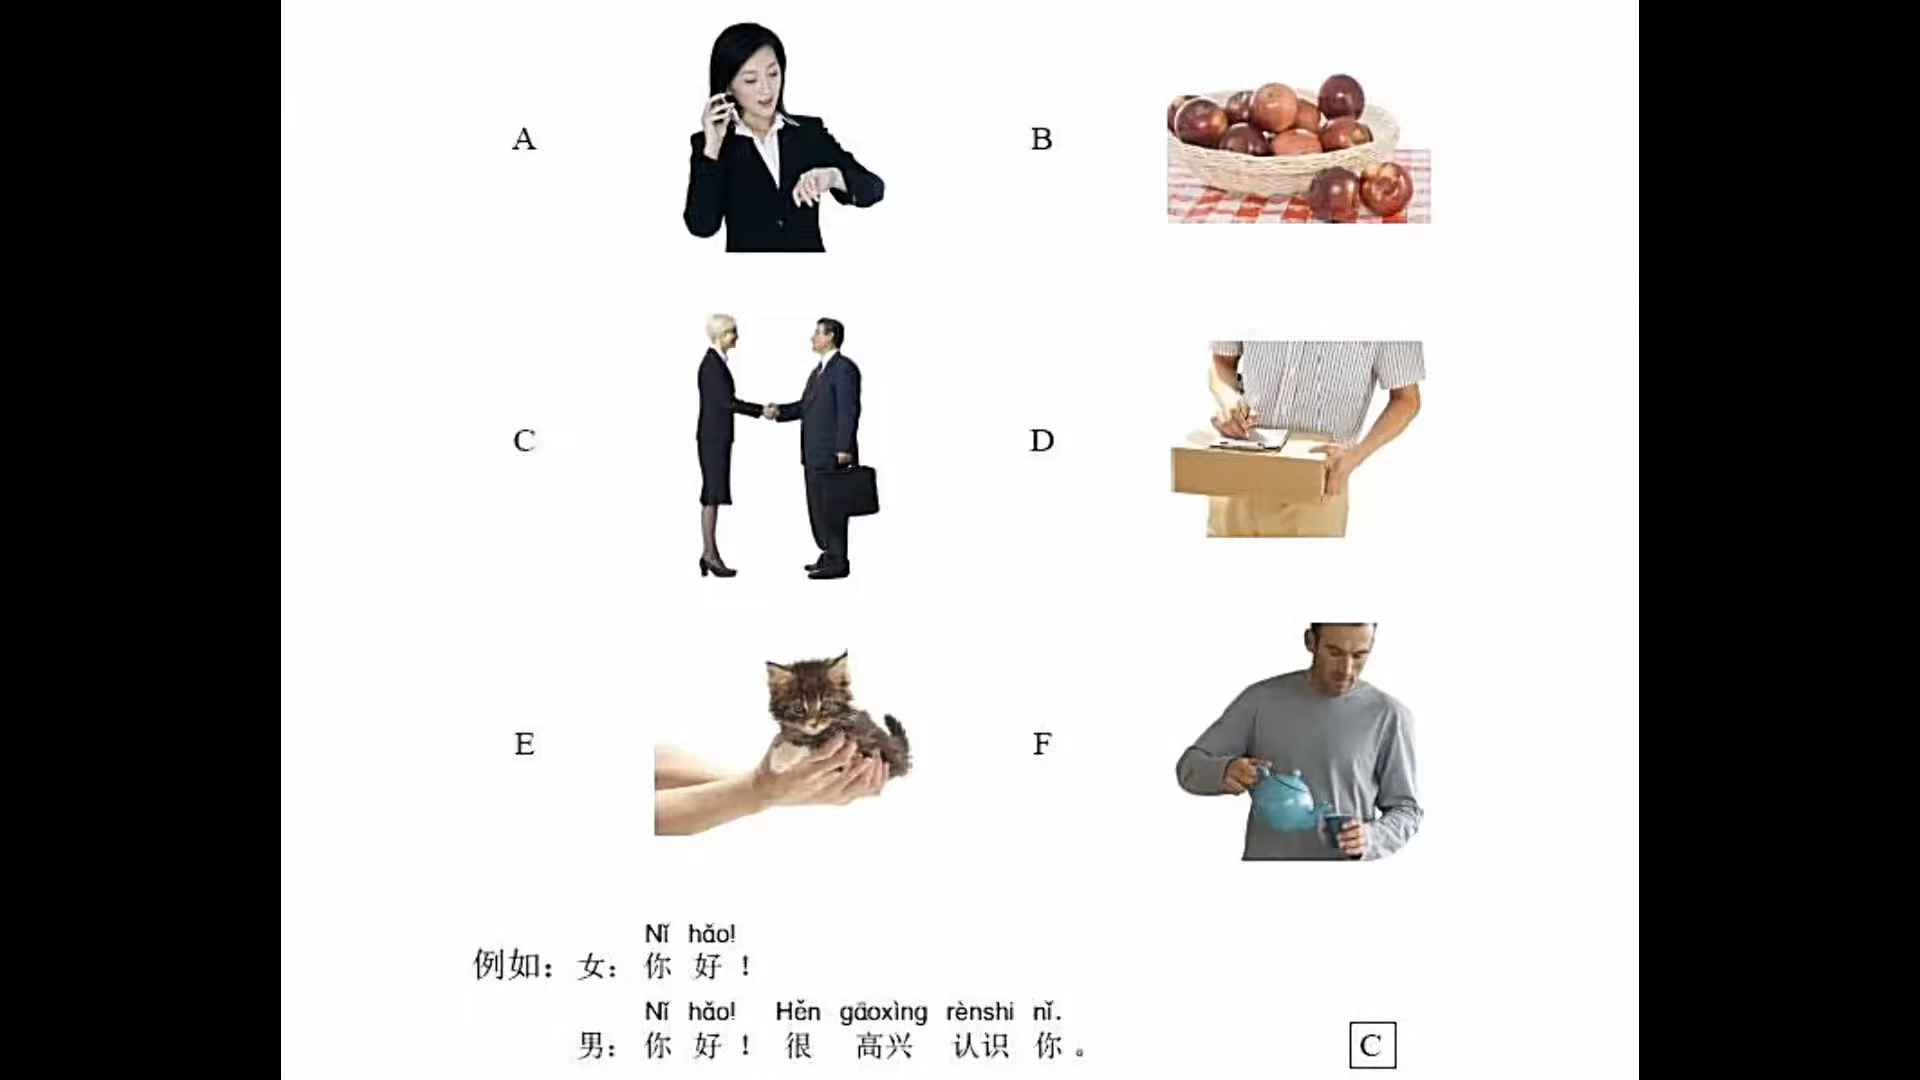 A B
C D
E F
Nǐ hǎo!
例如：女：你 好！
Nǐ hǎo! Hěn gāoxìng rènshi nǐ.
男：你 好！很 高兴 认识 你。 C